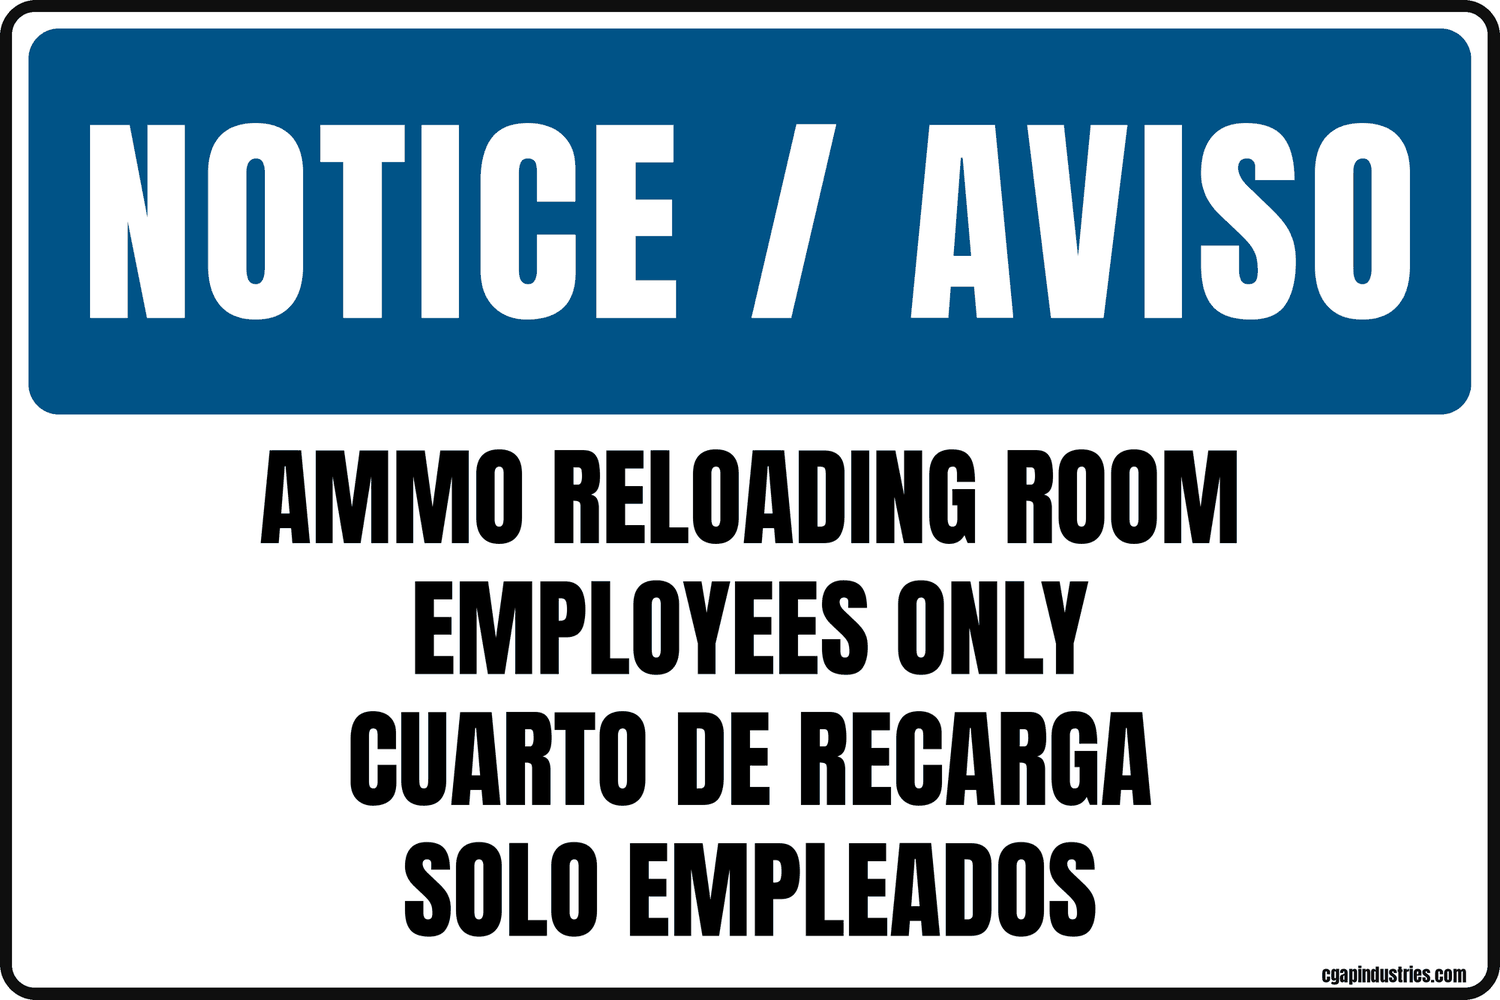 NOTICE / AVISO
AMMO RELOADING ROOM
EMPLOYEES ONLY
CUARTO DE RECARGA
SOLO EMPLEADOS
cgapindustries.com